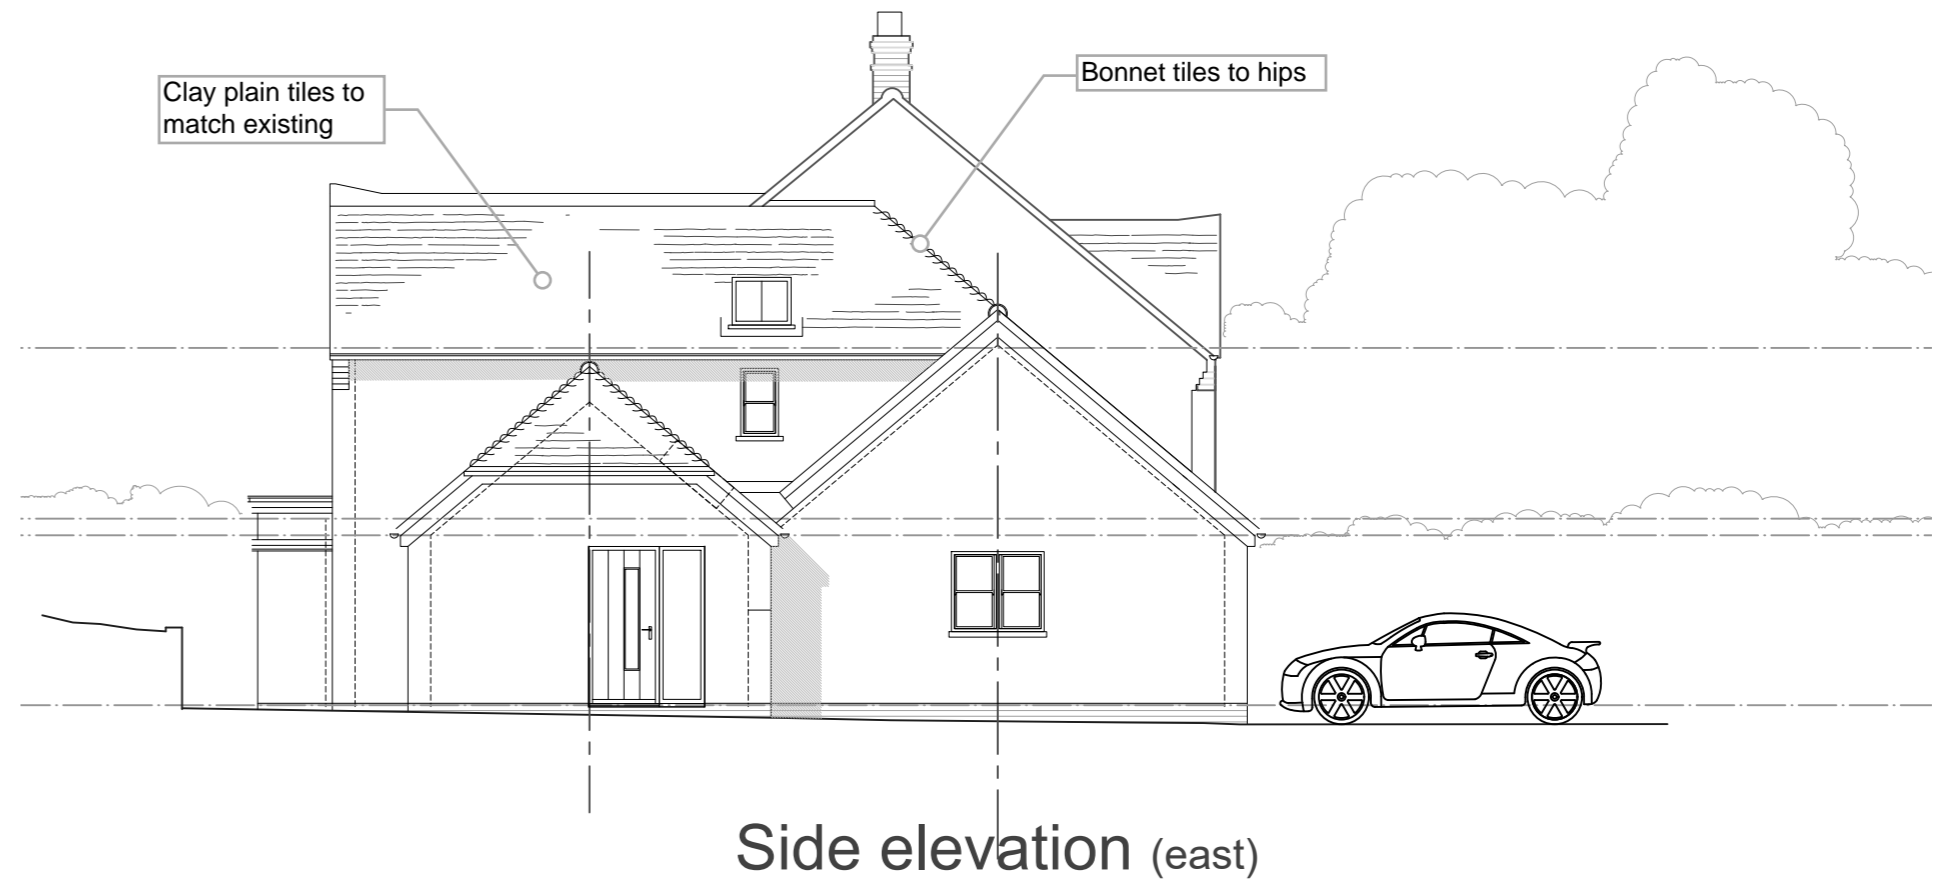 Clay plain tiles to
match existing
Bonnet tiles to hips
Side elevation (east)